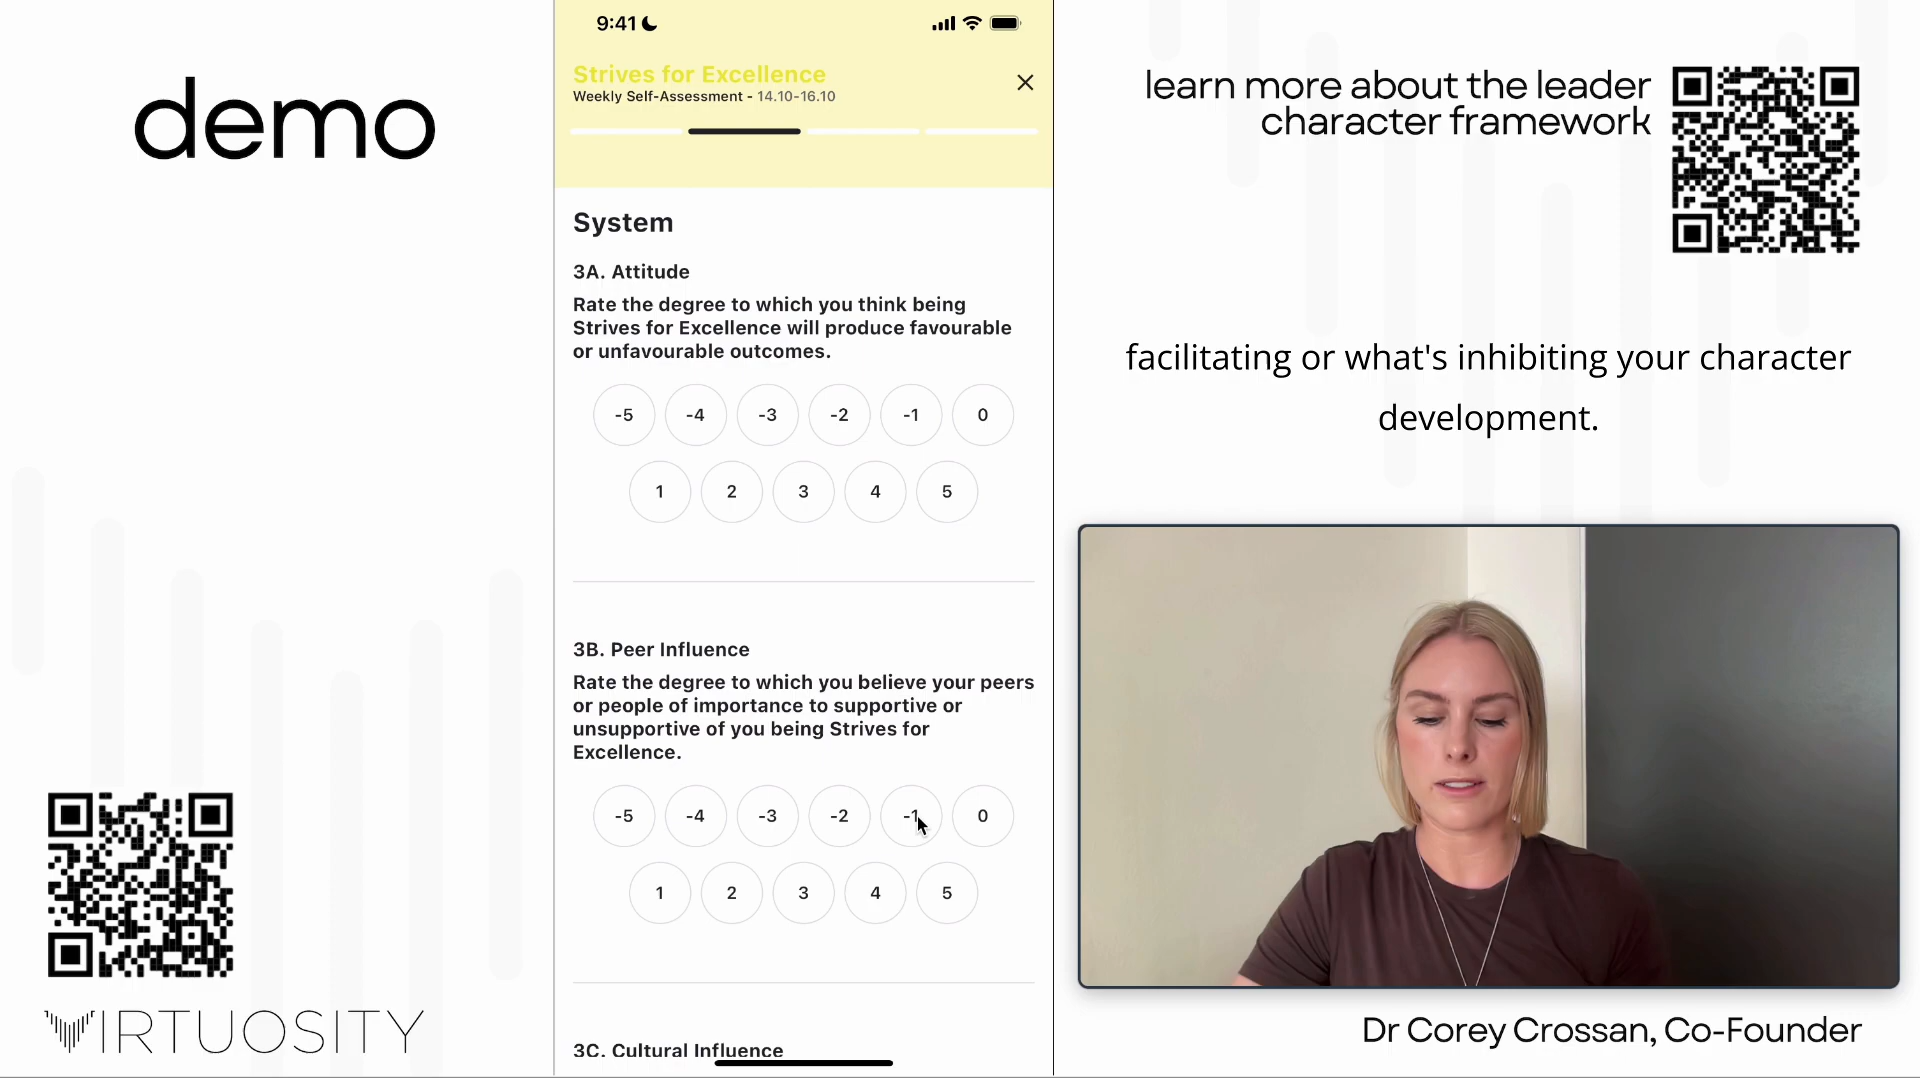 demo
9:41
Strives for Excellence
Weekly Self-Assessment - 14.10-16.10
System
3A. Attitude
Rate the degree to which you think being
Strives for Excellence will produce favourable
or unfavourable outcomes.
-5 -4 -3 -2 -1 0
1 2 3 4 5
3B. Peer Influence
Rate the degree to which you believe your peers
or people of importance to supportive or
unsupportive of you being Strives for
Excellence.
-5 -4 -3 -2 -1 0
1 2 3 4 5
3C. Cultural Influence
learn more about the leader
character framework
facilitating or what's inhibiting your character
development.
Dr Corey Crossan, Co-Founder
VIRTUOSITY